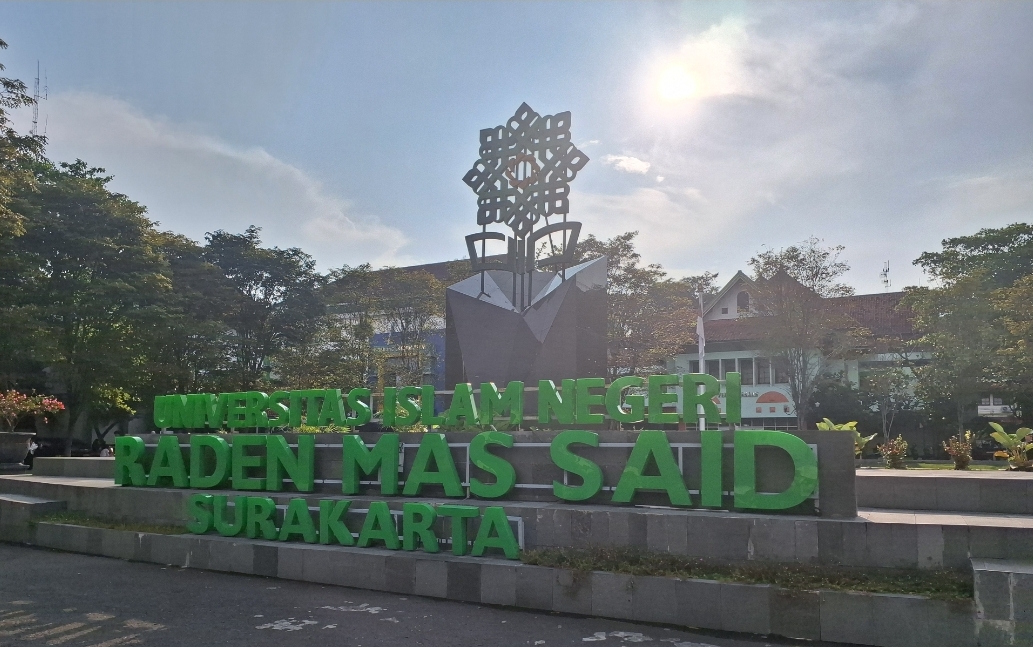 UNIVERSITAS ISLAM NEGERI
RADEN MAS SAID
SURAKARTA